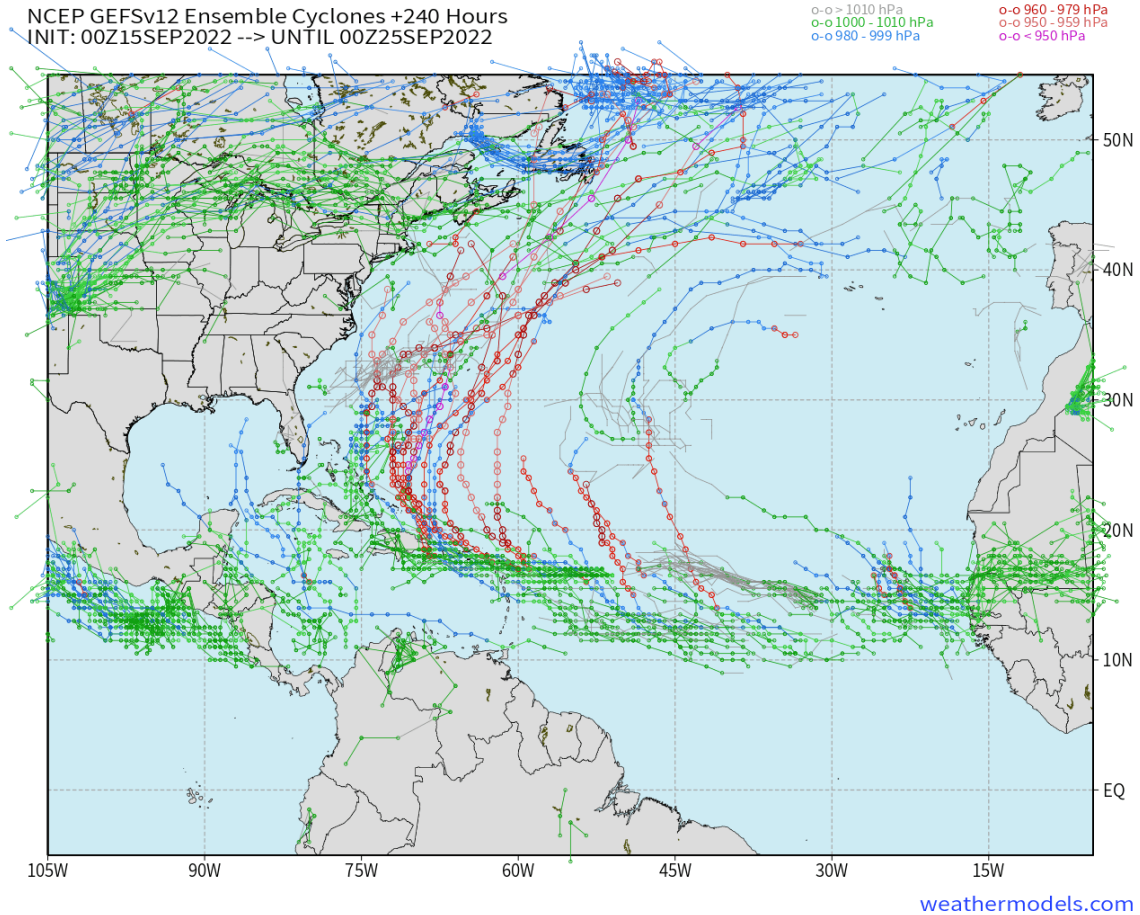 NCEP GEFSv12 Ensemble Cyclones +240 Hours
INIT: 00Z15SEP2022 --> UNTIL 00Z25SEP2022
o-o > 1010 hPa
o-o 1000 - 1010 hPa
o-o 980 - 999 hPa
o-o 960 - 979 hPa
o-o 950 - 959 hPa
o-o < 950 hPa
50N
40N
30N
20N
10N
EQ
105W 90W 75W 60W 45W 30W 15W
weathermodels.com